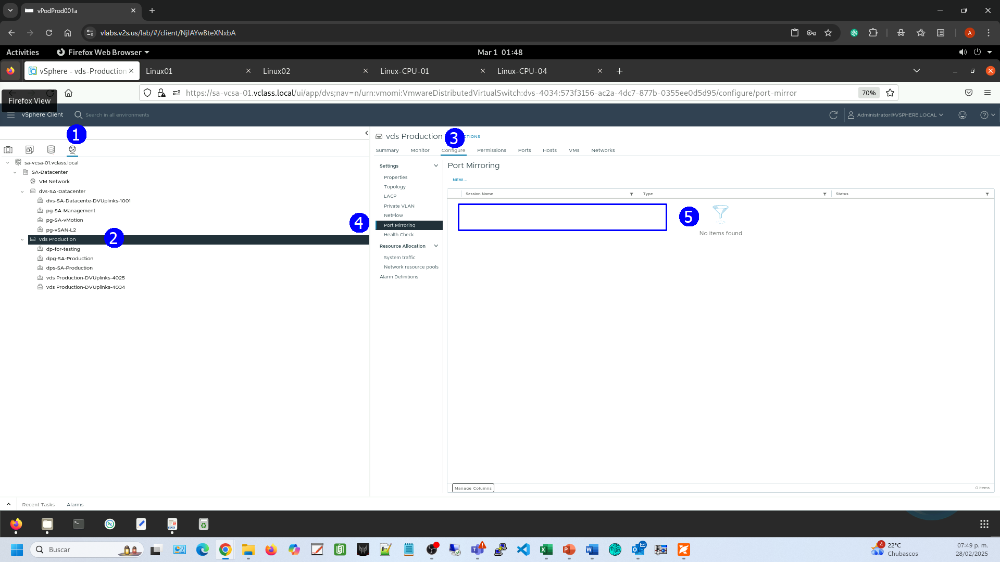 vPodProd001a
vlabs.v2s.us/lab/#/client/NjIAYwBteXNxbA
A
Activities
Firefox Web Browser
Mar 1 01:48
vSphere - vds-Production
Linux01
Linux02
Linux-CPU-01
Linux-CPU-04
https://sa-vcsa-01.vclass.local/ui/app/dvs;nav=n/urn:vmomi:VmwareDistributedVirtualSwitch:dvs-4034:573f3156-ac2a-4dc7-877b-0355ee0d5d95/configure/port-mirror
70%
Firefox View
vSphere Client
Search in all environments
Administrator@VSPHERE.LOCAL
1
sa-vcsa-01.vclass.local
SA-Datacenter
VM Network
dvs-SA-Datacenter
dvs-SA-Datacente-DVUplinks-1001
pg-SA-Management
pg-SA-vMotion
pg-vSAN-L2
vds Production
2
dp-for-testing
dpg-SA-Production
dps-SA-Production
vds Production-DVUplinks-4025
vds Production-DVUplinks-4034
vds Production
3
CTIONS
Summary
Monitor
Configure
Permissions
Ports
Hosts
VMs
Networks
Settings
Properties
Topology
LACP
Private VLAN
NetFlow
4
Port Mirroring
Health Check
Resource Allocation
System traffic
Network resource pools
Alarm Definitions
Port Mirroring
NEW...
Session Name
Type
Status
5
No items found
Manage Columns
0 items
Recent Tasks
Alarms
Buscar
4
22°C
Chubascos
07:49 p. m.
28/02/2025